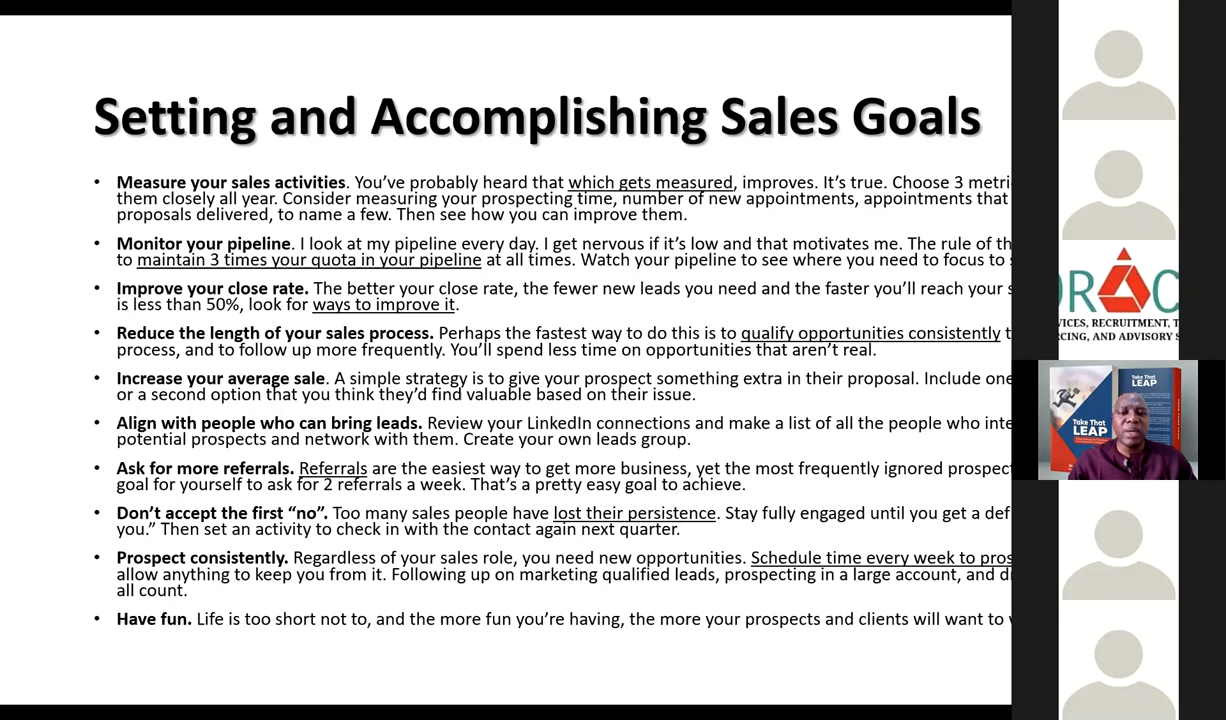 Setting and Accomplishing Sales Goals
• Measure your sales activities. You've probably heard that which gets measured, improves. It's true. Choose 3 metri
them closely all year. Consider measuring your prospecting time, number of new appointments, appointments that
proposals delivered, to name a few. Then see how you can improve them.
• Monitor your pipeline. I look at my pipeline every day. I get nervous if it's low and that motivates me. The rule of th
to maintain 3 times your quota in your pipeline at all times. Watch your pipeline to see where you need to focus to
• Improve your close rate. The better your close rate, the fewer new leads you need and the faster you'll reach your
is less than 50%, look for ways to improve it.
• Reduce the length of your sales process. Perhaps the fastest way to do this is to qualify opportunities consistently
process, and to follow up more frequently. You'll spend less time on opportunities that aren't real.
• Increase your average sale. A simple strategy is to give your prospect something extra in their proposal. Include one
or a second option that you think they'd find valuable based on their issue.
• Align with people who can bring leads. Review your LinkedIn connections and make a list of all the people who inte
potential prospects and network with them. Create your own leads group.
• Ask for more referrals. Referrals are the easiest way to get more business, yet the most frequently ignored prospect
goal for yourself to ask for 2 referrals a week. That's a pretty easy goal to achieve.
• Don't accept the first “no”. Too many sales people have lost their persistence. Stay fully engaged until you get a def
you.” Then set an activity to check in with the contact again next quarter.
• Prospect consistently. Regardless of your sales role, you need new opportunities. Schedule time every week to pros
allow anything to keep you from it. Following up on marketing qualified leads, prospecting in a large account, and d
all count.
• Have fun. Life is too short not to, and the more fun you're having, the more your prospects and clients will want to
RAC
VICES, RECRUITMENT, T
CING, AND ADVISORY S
Take That
LEAP
Take That
LEAP